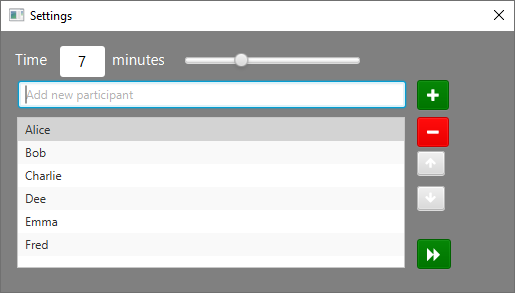 Settings
Time 7 minutes
Add new participant
Alice
Bob
Charlie
Dee
Emma
Fred